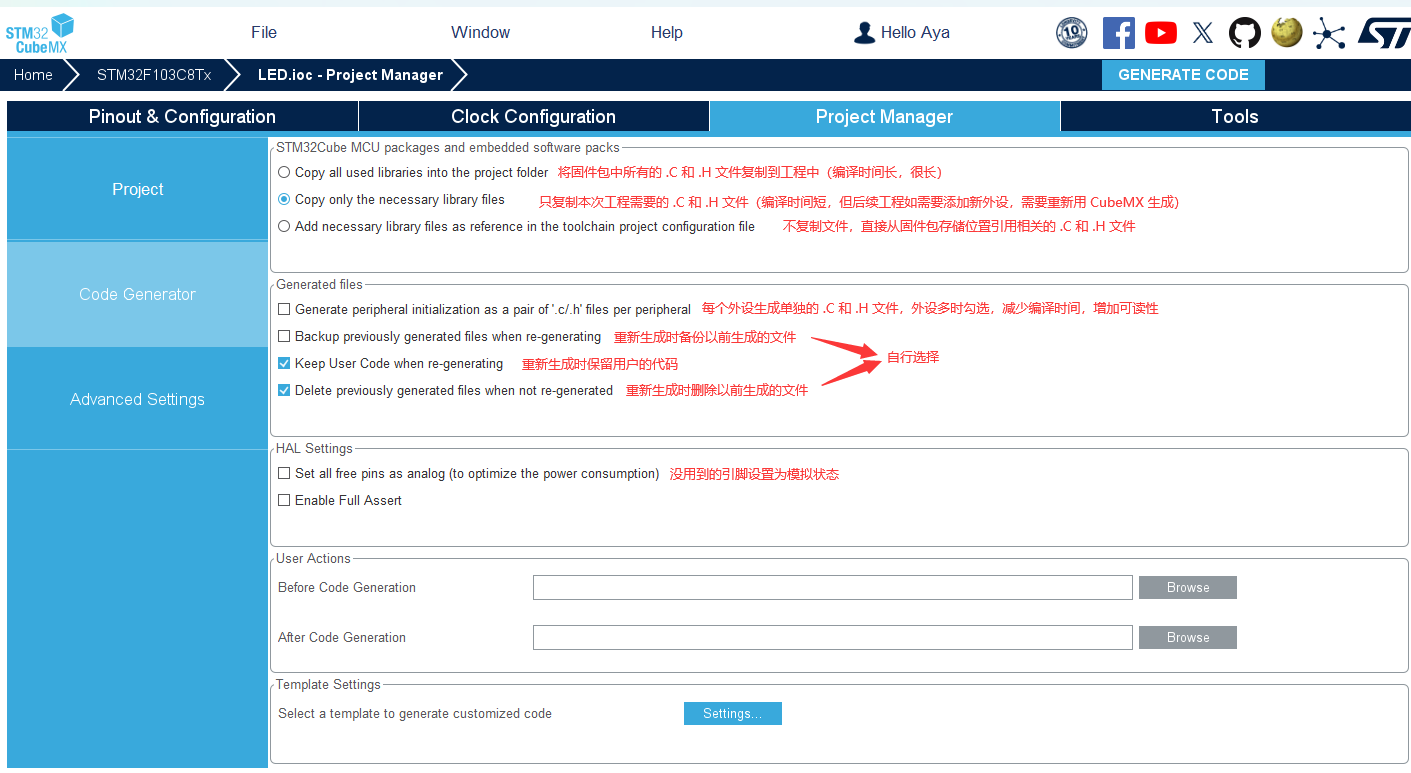 STM32 CubeMX
File Window Help Hello Aya
Home STM32F103C8Tx LED.ioc - Project Manager GENERATE CODE
Pinout & Configuration Clock Configuration Project Manager Tools
Project
Code Generator
Advanced Settings
STM32Cube MCU packages and embedded software packs
Copy all used libraries into the project folder 将固件包中所有的 .C 和 .H 文件复制到工程中（编译时间长，很长）
Copy only the necessary library files 只复制本次工程需要的 .C 和 .H 文件（编译时间短，但后续工程如需要添加新外设，需要重新用 CubeMX 生成）
Add necessary library files as reference in the toolchain project configuration file 不复制文件，直接从固件包存储位置引用相关的 .C 和 .H 文件
Generated files
Generate peripheral initialization as a pair of '.c/.h' files per peripheral 每个外设生成单独的 .C 和 .H 文件，外设多时勾选，减少编译时间，增加可读性
Backup previously generated files when re-generating 重新生成时备份以前生成的文件
自行选择
Keep User Code when re-generating 重新生成时保留用户的代码
Delete previously generated files when not re-generated 重新生成时删除以前生成的文件
HAL Settings
Set all free pins as analog (to optimize the power consumption) 没用到的引脚设置为模拟状态
Enable Full Assert
User Actions
Before Code Generation Browse
After Code Generation Browse
Template Settings
Select a template to generate customized code Settings...